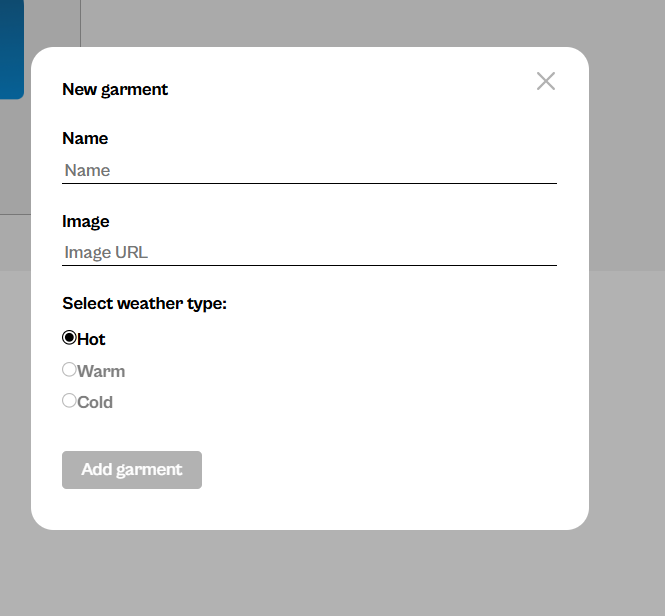 New garment
Name
Name
Image
Image URL
Select weather type:
Hot
Warm
Cold
Add garment